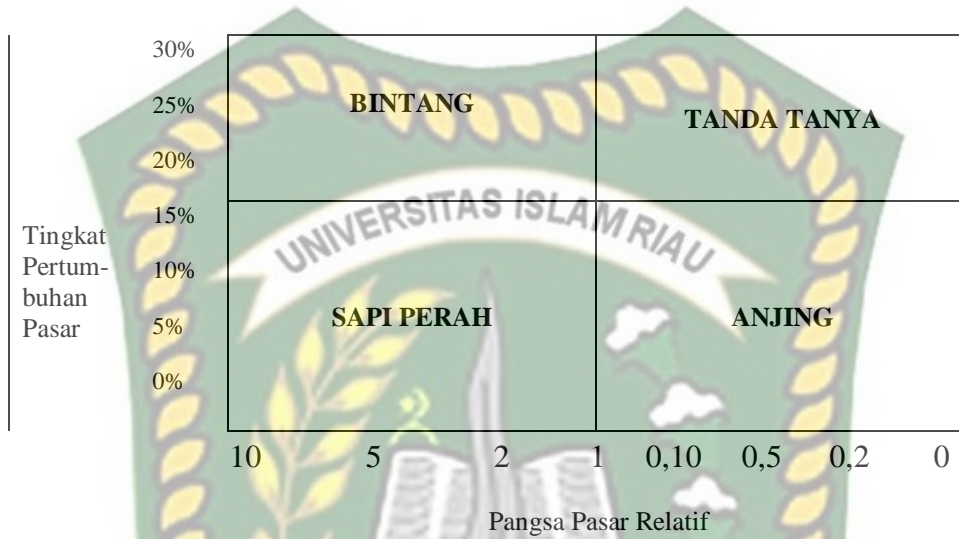 30%
25%
BINTANG
TANDA TANYA
20%
UNIVERSITAS ISLAM RIAU
15%
Tingkat
Pertum-
buhan
Pasar
10%
5%
SAPI PERAH
ANJING
0%
10 5 2 1 0,10 0,5 0,2 0
Pangsa Pasar Relatif